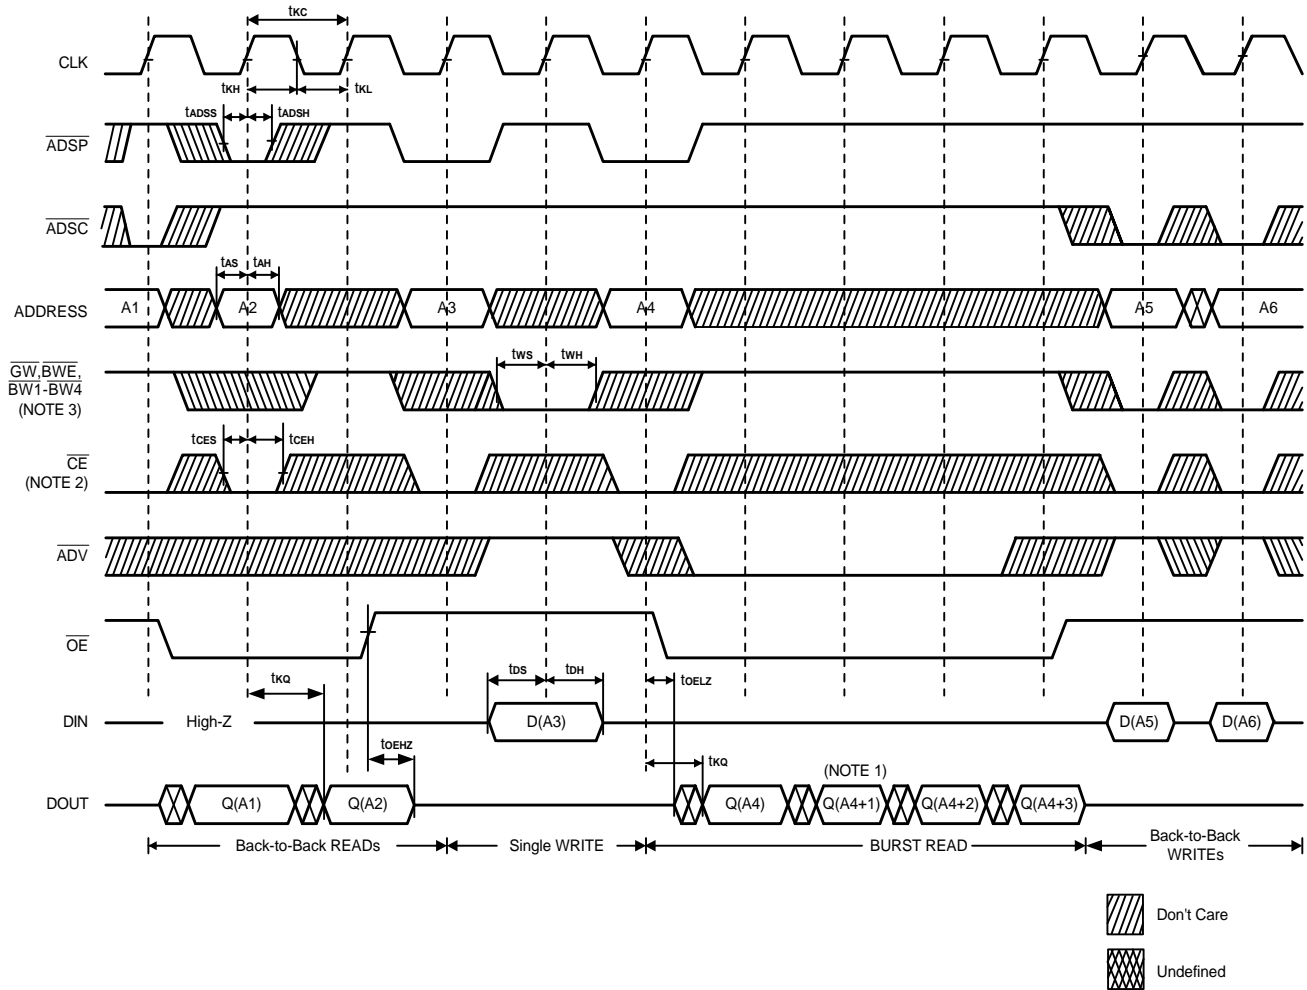 tKC
CLK
tKH
tKL
tADSS
tADSH
ADSP
ADSC
tAS
tAH
ADDRESS
A1
A2
A3
A4
A5
A6
GW,BWE,
BW1-BW4
(NOTE 3)
tWS
tWH
tCES
tCEH
CE
(NOTE 2)
ADV
OE
tKQ
tDS
tDH
tOELZ
DIN
High-Z
D(A3)
D(A5)
D(A6)
tOEHZ
tKQ
(NOTE 1)
DOUT
Q(A1)
Q(A2)
Q(A4)
Q(A4+1)
Q(A4+2)
Q(A4+3)
Back-to-Back READs
Single WRITE
BURST READ
Back-to-Back
WRITEs
Don't Care
Undefined